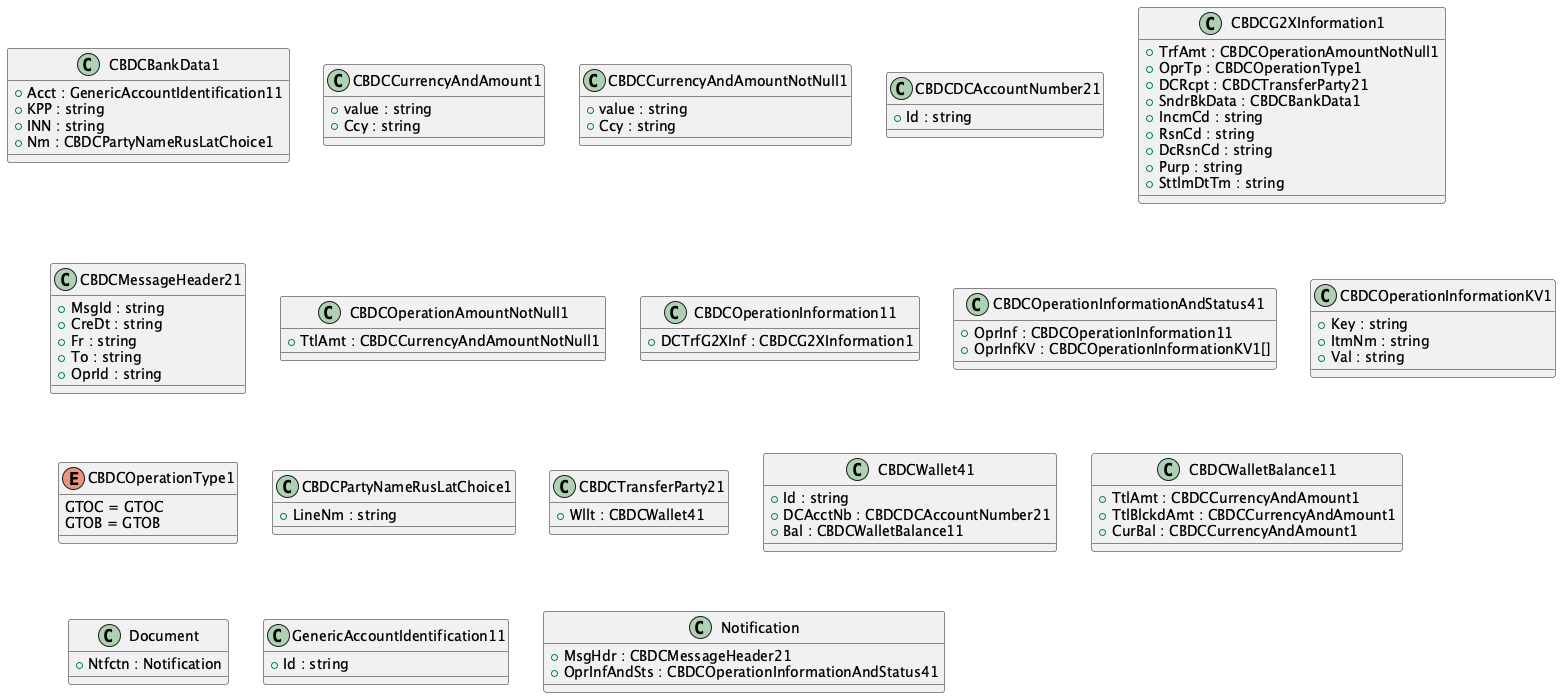 C CBDCBankData1
Acct : GenericAccountIdentification11
KPP : string
INN : string
Nm : CBDCPartyNameRusLatChoice1
C CBDCCurrencyAndAmount1
value : string
Ccy : string
C CBDCCurrencyAndAmountNotNull1
value : string
Ccy : string
C CBDCDCAccountNumber21
Id : string
C CBDCG2XInformation1
TrfAmt : CBDCOperationAmountNotNull1
OprTp : CBDCOperationType1
DCRcpt : CBDCTransferParty21
SndrBkData : CBDCBankData1
IncmCd : string
RsnCd : string
DcRsnCd : string
Purp : string
SttlmDtTm : string
C CBDCMessageHeader21
MsgId : string
CreDt : string
Fr : string
To : string
OprId : string
C CBDCOperationAmountNotNull1
TtlAmt : CBDCCurrencyAndAmountNotNull1
C CBDCOperationInformation11
DCTrfG2XInf : CBDCG2XInformation1
C CBDCOperationInformationAndStatus41
OprInf : CBDCOperationInformation11
OprInfKV : CBDCOperationInformationKV1[]
C CBDCOperationInformationKV1
Key : string
ItmNm : string
Val : string
E CBDCOperationType1
GTOC = GTOC
GTOB = GTOB
C CBDCPartyNameRusLatChoice1
LineNm : string
C CBDCTransferParty21
Wllt : CBDCWallet41
C CBDCWallet41
Id : string
DCAcctNb : CBDCDCAccountNumber21
Bal : CBDCWalletBalance11
C CBDCWalletBalance11
TtlAmt : CBDCCurrencyAndAmount1
TtlBlckdAmt : CBDCCurrencyAndAmount1
CurBal : CBDCCurrencyAndAmount1
C Document
Ntfctn : Notification
C GenericAccountIdentification11
Id : string
C Notification
MsgHdr : CBDCMessageHeader21
OprInfAndSts : CBDCOperationInformationAndStatus41